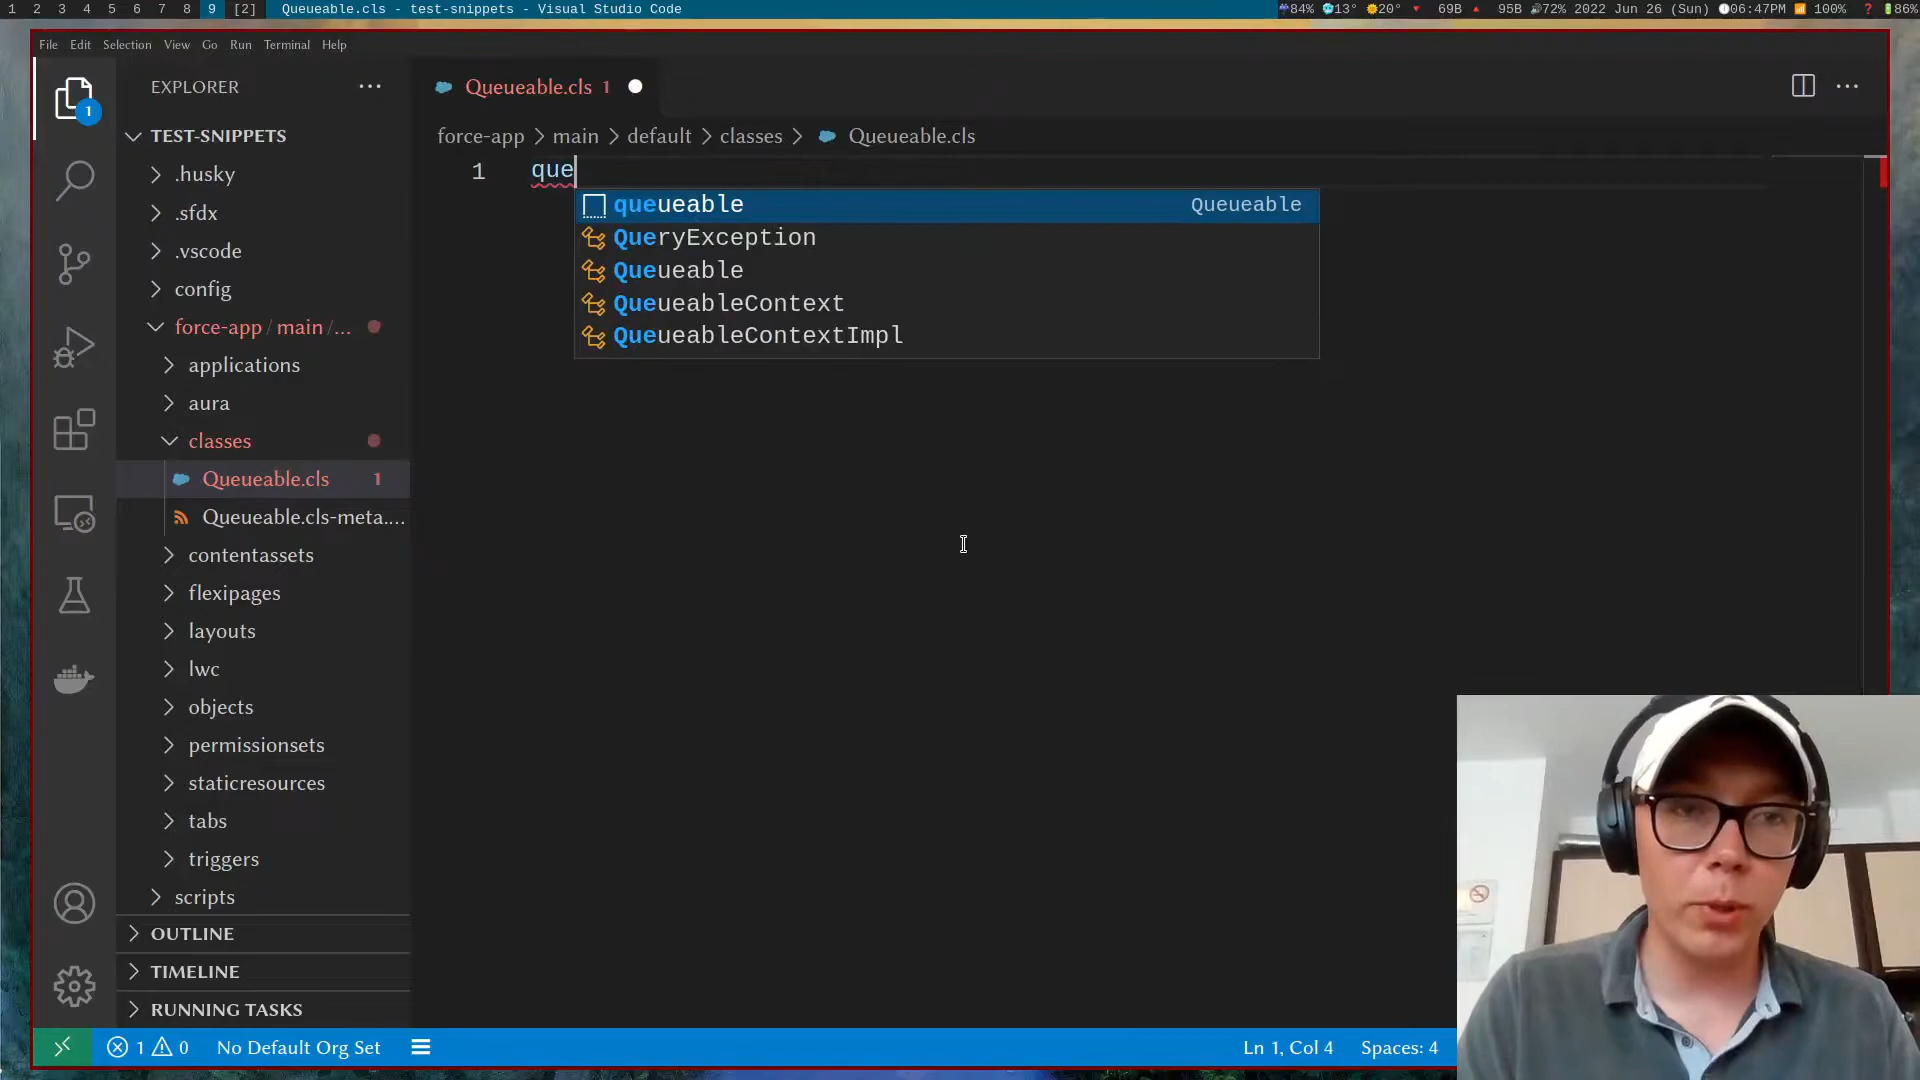 1 2 3 4 5 6 7 8 9 [2] Queueable.cls - test-snippets - Visual Studio Code 84% 13° 20° 69B 95B 72% 2022 Jun 26 (Sun) 06:47PM 100% ? 86%
File Edit Selection View Go Run Terminal Help
EXPLORER
Queueable.cls 1
1
TEST-SNIPPETS
force-app > main > default > classes > Queueable.cls
1 que
queueable Queueable
QueryException
Queueable
QueueableContext
QueueableContextImpl
.husky
.sfdx
.vscode
config
force-app / main / ...
applications
aura
classes
Queueable.cls 1
Queueable.cls-meta....
contentassets
flexipages
layouts
lwc
objects
permissionsets
staticresources
tabs
triggers
scripts
OUTLINE
TIMELINE
RUNNING TASKS
1 0 No Default Org Set Ln 1, Col 4 Spaces: 4